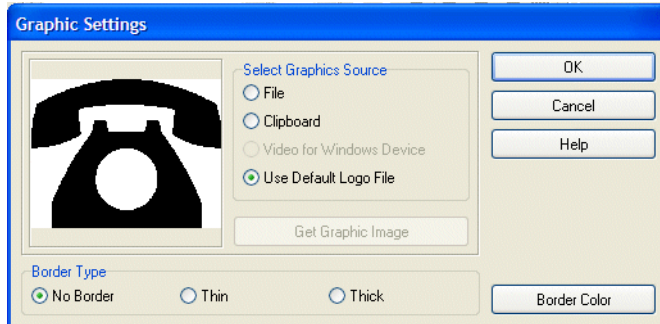 Graphic Settings
Select Graphics Source
File
Clipboard
Video for Windows Device
Use Default Logo File
Get Graphic Image
OK
Cancel
Help
Border Type
No Border Thin Thick
Border Color